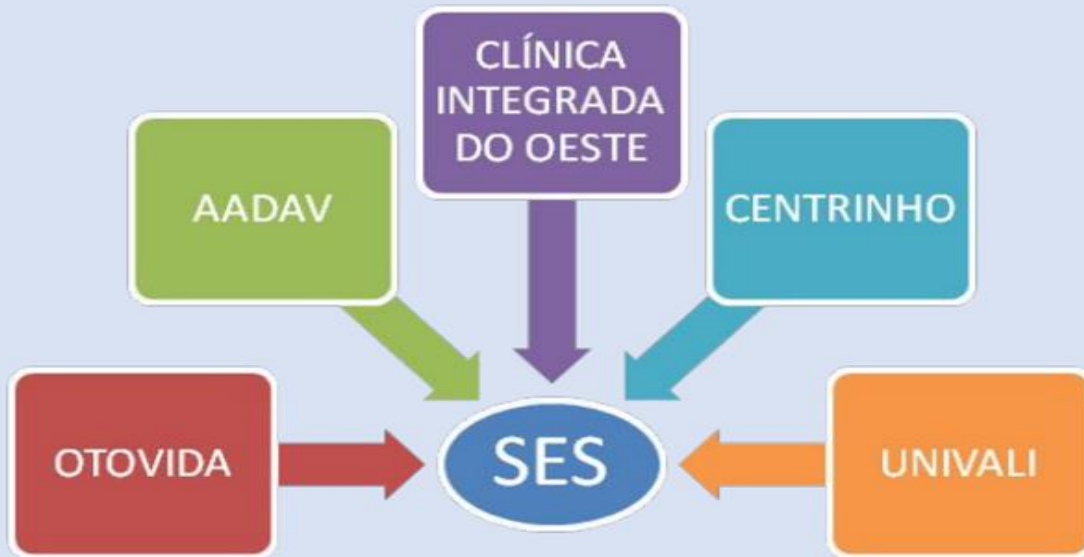 CLÍNICA
INTEGRADA
DO OESTE
AADAV
CENTRINHO
OTOVIDA
SES
UNIVALI